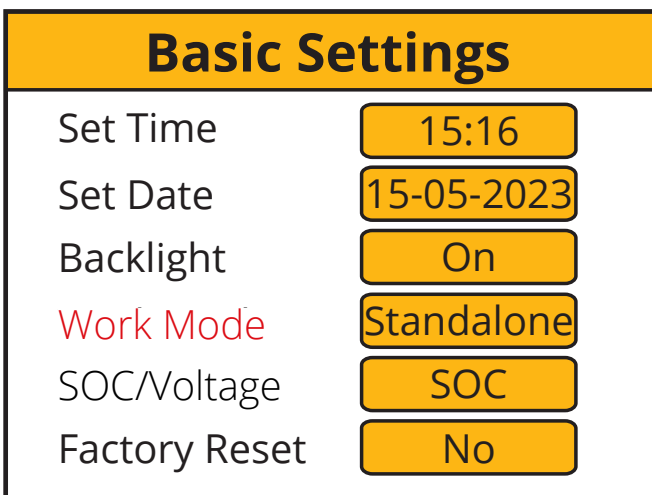 Basic Settings
Set Time 15:16
Set Date 15-05-2023
Backlight On
Work Mode Standalone
SOC/Voltage SOC
Factory Reset No